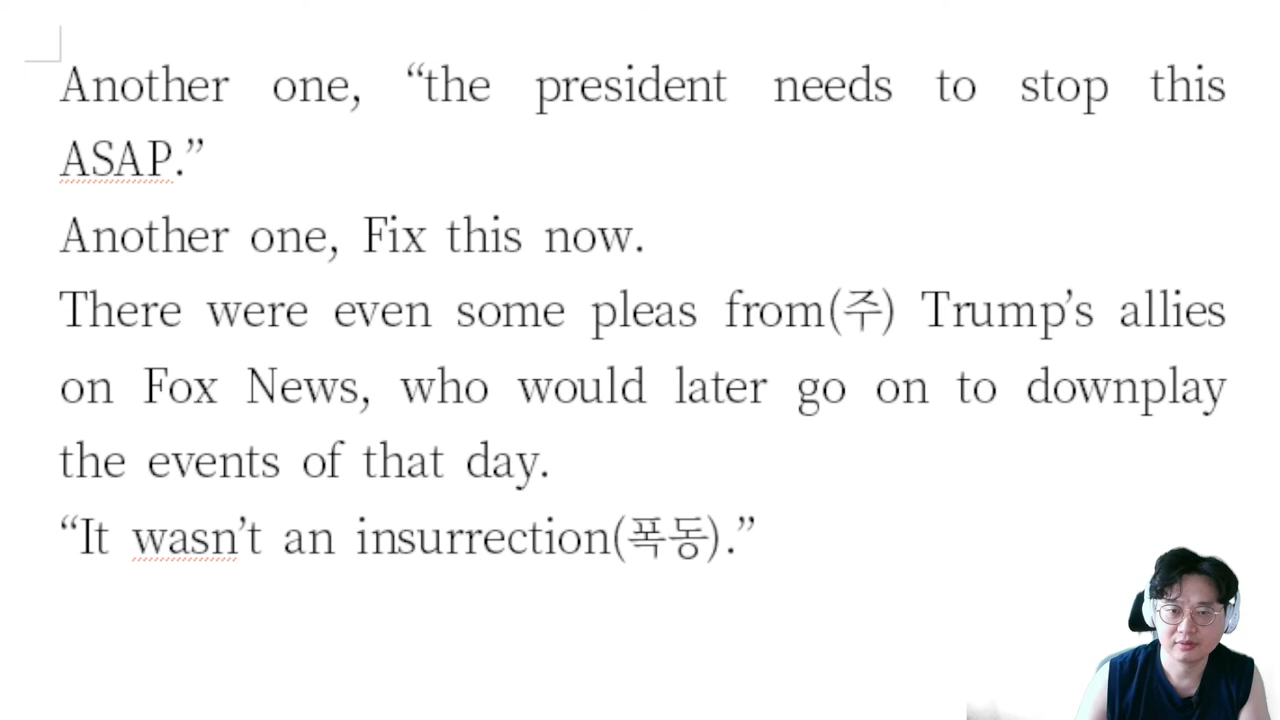 Another one, “the president needs to stop this
ASAP.”
Another one, Fix this now.
There were even some pleas from(주) Trump’s allies
on Fox News, who would later go on to downplay
the events of that day.
“It wasn’t an insurrection(폭동).”